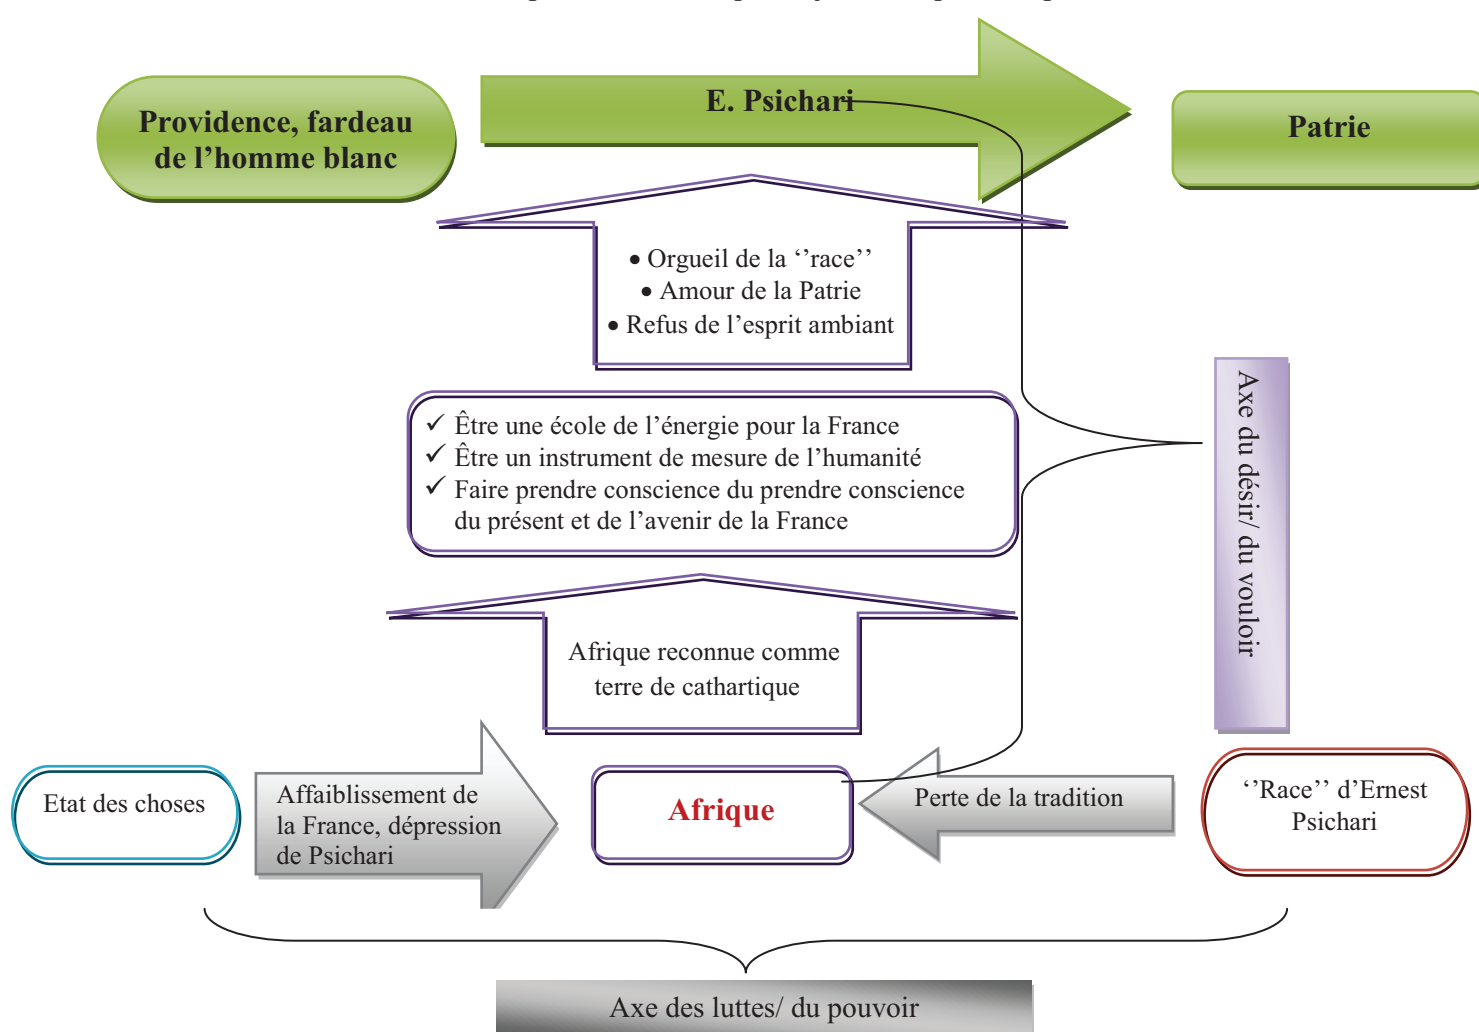 Providence, fardeau
de l’homme blanc
E. Psichari
Patrie
• Orgueil de la ‘’race’’
• Amour de la Patrie
• Refus de l’esprit ambiant
✓ Être une école de l’énergie pour la France
✓ Être un instrument de mesure de l’humanité
✓ Faire prendre conscience du prendre conscience
du présent et de l’avenir de la France
Axe du désir/ du vouloir
Afrique reconnue comme
terre de cathartique
Etat des choses
Affaiblissement de
la France, dépression
de Psichari
Afrique
Perte de la tradition
‘’Race’’ d’Ernest
Psichari
Axe des luttes/ du pouvoir